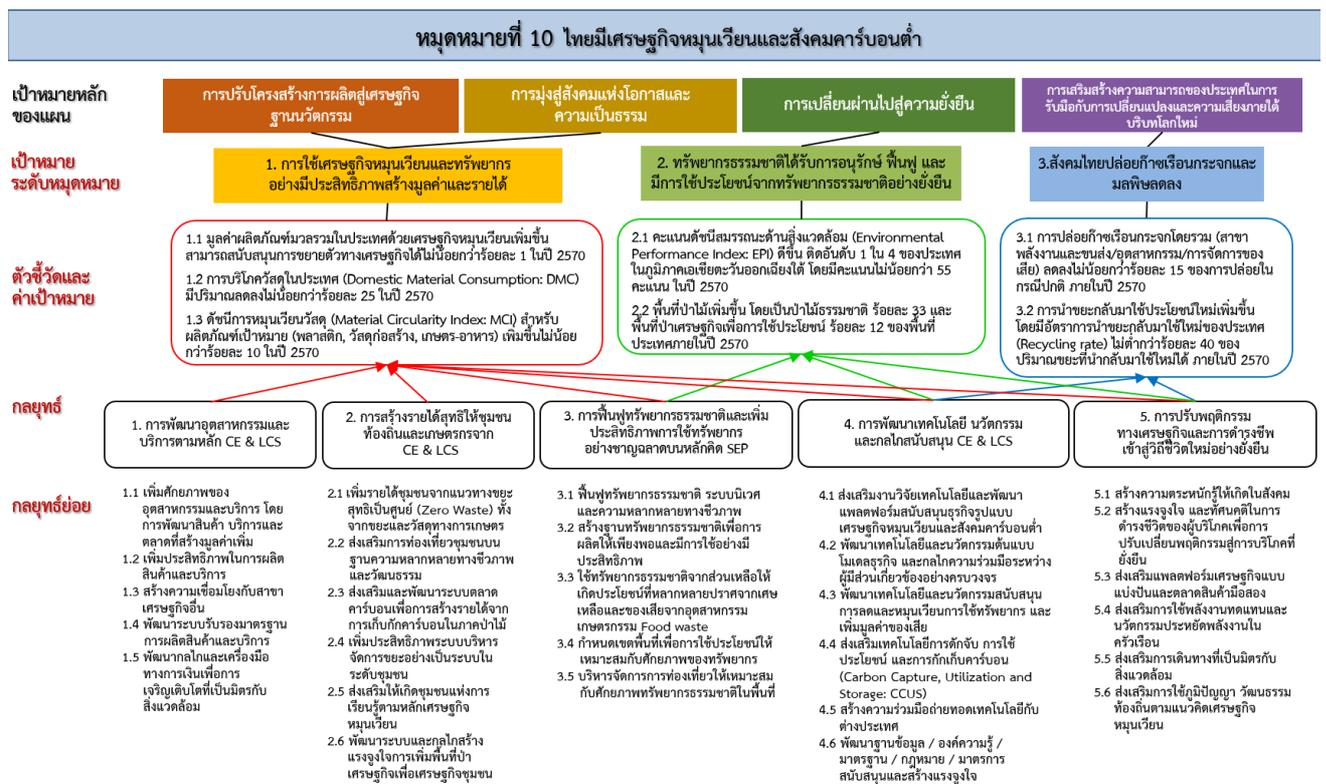 หมุดหมายที่ 10 ไทยมีเศรษฐกิจหมุนเวียนและสังคมคาร์บอนต่ำ
เป้าหมายหลัก
ของแผน
การปรับโครงสร้างการผลิตสู่เศรษฐกิจ
ฐานนวัตกรรม
การมุ่งสู่สังคมแห่งโอกาสและ
ความเป็นธรรม
การเปลี่ยนผ่านไปสู่ความยั่งยืน
การเสริมสร้างความสามารถของประเทศในการ
รับมือกับการเปลี่ยนแปลงและความเสี่ยงภายใต้
บริบทโลกใหม่
เป้าหมาย
ระดับหมุดหมาย
1. การใช้เศรษฐกิจหมุนเวียนและทรัพยากร
อย่างมีประสิทธิภาพสร้างมูลค่าและรายได้
2. ทรัพยากรธรรมชาติได้รับการอนุรักษ์ ฟื้นฟู และ
มีการใช้ประโยชน์จากทรัพยากรธรรมชาติอย่างยั่งยืน
3.สังคมไทยปล่อยก๊าซเรือนกระจกและ
มลพิษลดลง
ตัวชี้วัดและ
ค่าเป้าหมาย
1.1 มูลค่าผลิตภัณฑ์มวลรวมในประเทศด้วยเศรษฐกิจหมุนเวียนเพิ่มขึ้น
สามารถสนับสนุนการขยายตัวทางเศรษฐกิจได้ไม่น้อยกว่าร้อยละ 1 ในปี 2570
1.2 การบริโภควัสดุในประเทศ (Domestic Material Consumption: DMC)
มีปริมาณลดลงไม่น้อยกว่าร้อยละ 25 ในปี 2570
1.3 ดัชนีการหมุนเวียนวัสดุ (Material Circularity Index: MCI) สำหรับ
ผลิตภัณฑ์เป้าหมาย (พลาสติก, วัสดุก่อสร้าง, เกษตร-อาหาร) เพิ่มขึ้นไม่น้อย
กว่าร้อยละ 10 ในปี 2570
2.1 คะแนนดัชนีสมรรถนะด้านสิ่งแวดล้อม (Environmental
Performance Index: EPI) ดีขึ้น ติดอันดับ 1 ใน 4 ของประเทศ
ในภูมิภาคเอเชียตะวันออกเฉียงใต้ โดยมีคะแนนไม่น้อยกว่า 55
คะแนน ในปี 2570
2.2 พื้นที่ป่าไม้เพิ่มขึ้น โดยเป็นป่าไม้ธรรมชาติ ร้อยละ 33 และ
พื้นที่ป่าเศรษฐกิจเพื่อการใช้ประโยชน์ ร้อยละ 12 ของพื้นที่
ประเทศภายในปี 2570
3.1 การปล่อยก๊าซเรือนกระจกโดยรวม (สาขา
พลังงานและขนส่ง/อุตสาหกรรม/การจัดการของ
เสีย) ลดลงไม่น้อยกว่าร้อยละ 15 ของการปล่อยใน
กรณีปกติ ภายในปี 2570
3.2 การนำขยะกลับมาใช้ประโยชน์ใหม่เพิ่มขึ้น
โดยมีอัตราการนำขยะกลับมาใช้ใหม่ของประเทศ
(Recycling rate) ไม่ต่ำกว่าร้อยละ 40 ของ
ปริมาณขยะที่นำกลับมาใช้ใหม่ได้ ภายในปี 2570
กลยุทธ์
1. การพัฒนาอุตสาหกรรมและ
บริการตามหลัก CE & LCS
2. การสร้างรายได้สุทธิให้ชุมชน
ท้องถิ่นและเกษตรกรจาก
CE & LCS
3. การฟื้นฟูทรัพยากรธรรมชาติและเพิ่ม
ประสิทธิภาพการใช้ทรัพยากร
อย่างชาญฉลาดบนหลักคิด SEP
4. การพัฒนาเทคโนโลยี นวัตกรรม
และกลไกสนับสนุน CE & LCS
5. การปรับพฤติกรรม
ทางเศรษฐกิจและการดำรงชีพ
เข้าสู่วิถีชีวิตใหม่อย่างยั่งยืน
กลยุทธ์ย่อย
1.1 เพิ่มศักยภาพของ
อุตสาหกรรมและบริการ โดย
การพัฒนาสินค้า บริการและ
ตลาดที่สร้างมูลค่าเพิ่ม
1.2 เพิ่มประสิทธิภาพในการผลิต
สินค้าและบริการ
1.3 สร้างความเชื่อมโยงกับสาขา
เศรษฐกิจอื่น
1.4 พัฒนาระบบรับรองมาตรฐาน
การผลิตสินค้าและบริการ
1.5 พัฒนากลไกและเครื่องมือ
ทางการเงินเพื่อการ
เจริญเติบโตที่เป็นมิตรกับ
สิ่งแวดล้อม
2.1 เพิ่มรายได้ชุมชนจากแนวทางขยะ
สุทธิเป็นศูนย์ (Zero Waste) ทั้ง
จากขยะและวัสดุทางการเกษตร
2.2 ส่งเสริมการท่องเที่ยวชุมชนบน
ฐานความหลากหลายทางชีวภาพ
และวัฒนธรรม
2.3 ส่งเสริมและพัฒนาระบบตลาด
คาร์บอนเพื่อการสร้างรายได้จาก
การเก็บกักคาร์บอนในภาคป่าไม้
2.4 เพิ่มประสิทธิภาพระบบบริหาร
จัดการขยะอย่างเป็นระบบใน
ระดับชุมชน
2.5 ส่งเสริมให้เกิดชุมชนแห่งการ
เรียนรู้ตามหลักเศรษฐกิจ
หมุนเวียน
2.6 พัฒนาระบบและกลไกสร้าง
แรงจูงใจการเพิ่มพื้นที่ป่า
เศรษฐกิจเพื่อเศรษฐกิจชุมชน
3.1 ฟื้นฟูทรัพยากรธรรมชาติ ระบบนิเวศ
และความหลากหลายทางชีวภาพ
3.2 สร้างฐานทรัพยากรธรรมชาติเพื่อการ
ผลิตให้เพียงพอและมีการใช้อย่างมี
ประสิทธิภาพ
3.3 ใช้ทรัพยากรธรรมชาติจากส่วนเหลือให้
เกิดประโยชน์ที่หลากหลายปราศจากเศษ
เหลือและของเสียจากอุตสาหกรรม
เกษตรกรรม Food waste
3.4 กำหนดเขตพื้นที่เพื่อการใช้ประโยชน์ให้
เหมาะสมกับศักยภาพของทรัพยากร
3.5 บริหารจัดการการท่องเที่ยวให้เหมาะสม
กับศักยภาพทรัพยากรธรรมชาติในพื้นที่
4.1 ส่งเสริมงานวิจัยเทคโนโลยีและพัฒนา
แพลตฟอร์มสนับสนุนธุรกิจรูปแบบ
เศรษฐกิจหมุนเวียนและสังคมคาร์บอนต่ำ
4.2 พัฒนาเทคโนโลยีและนวัตกรรมต้นแบบ
โมเดลธุรกิจ และกลไกความร่วมมือระหว่าง
ผู้มีส่วนเกี่ยวข้องอย่างครบวงจร
4.3 พัฒนาเทคโนโลยีและนวัตกรรมสนับสนุน
การลดและหมุนเวียนการใช้ทรัพยากร และ
เพิ่มมูลค่าของเสีย
4.4 ส่งเสริมเทคโนโลยีการดักจับ การใช้
ประโยชน์ และการกักเก็บคาร์บอน
(Carbon Capture, Utilization and
Storage: CCUS)
4.5 สร้างความร่วมมือถ่ายทอดเทคโนโลยีกับ
ต่างประเทศ
4.6 พัฒนาฐานข้อมูล / องค์ความรู้ /
มาตรฐาน / กฎหมาย / มาตรการ
สนับสนุนและสร้างแรงจูงใจ
5.1 สร้างความตระหนักรู้ให้เกิดในสังคม
5.2 สร้างแรงจูงใจ และทัศนคติในการ
ดำรงชีวิตของผู้บริโภคเพื่อการ
ปรับเปลี่ยนพฤติกรรมสู่การบริโภคที่
ยั่งยืน
5.3 ส่งเสริมแพลตฟอร์มเศรษฐกิจแบบ
แบ่งปันและตลาดสินค้ามือสอง
5.4 ส่งเสริมการใช้พลังงานทดแทนและ
นวัตกรรมประหยัดพลังงานใน
ครัวเรือน
5.5 ส่งเสริมการเดินทางที่เป็นมิตรกับ
สิ่งแวดล้อม
5.6 ส่งเสริมการใช้ภูมิปัญญา วัฒนธรรม
ท้องถิ่นตามแนวคิดเศรษฐกิจ
หมุนเวียน